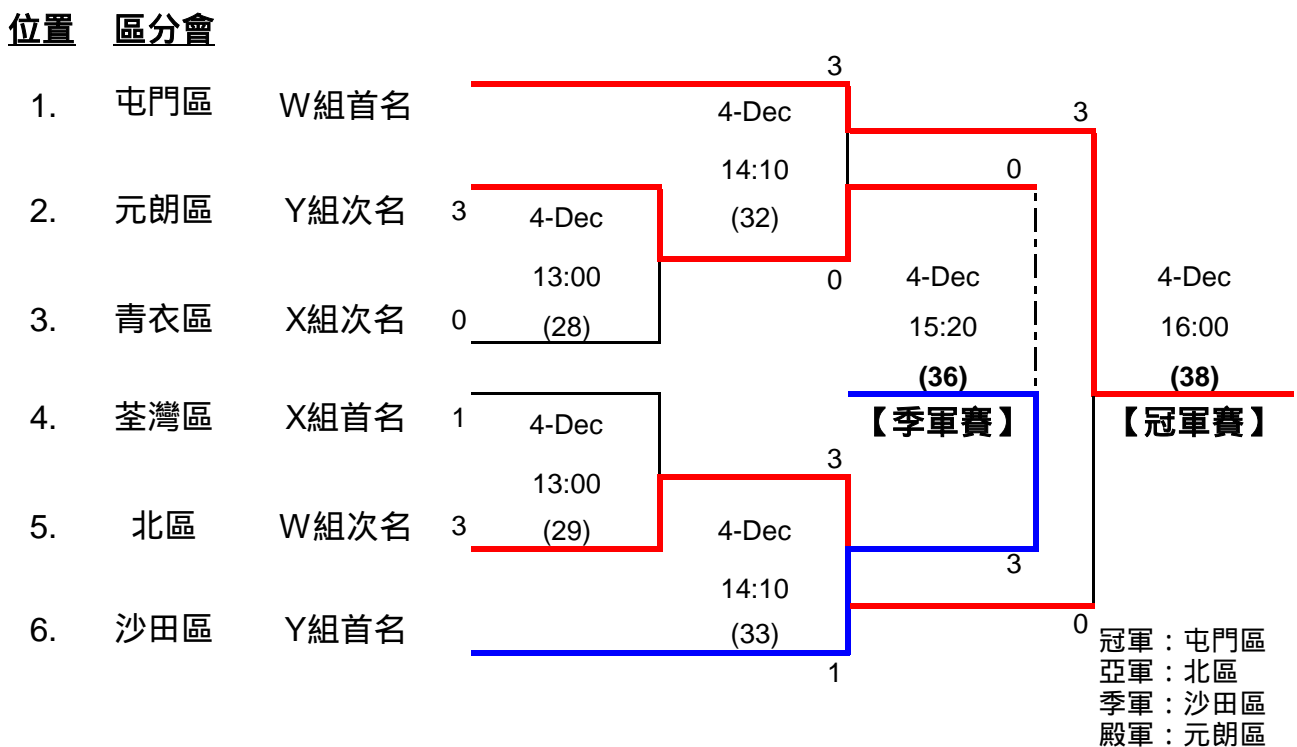 位置 區分會
3
1. 屯門區 W組首名 4-Dec 3
14:10 0
2. 元朗區 Y組次名 3 4-Dec (32)
13:00 0 4-Dec 4-Dec
3. 青衣區 X組次名 0 (28) 15:20 16:00
(36) (38)
4. 荃灣區 X組首名 1 4-Dec 【季軍賽】 【冠軍賽】
3
13:00
5. 北區 W組次名 3 (29) 4-Dec
3
14:10
6. 沙田區 Y組首名 (33) 0
1
冠軍：屯門區
亞軍：北區
季軍：沙田區
殿軍：元朗區